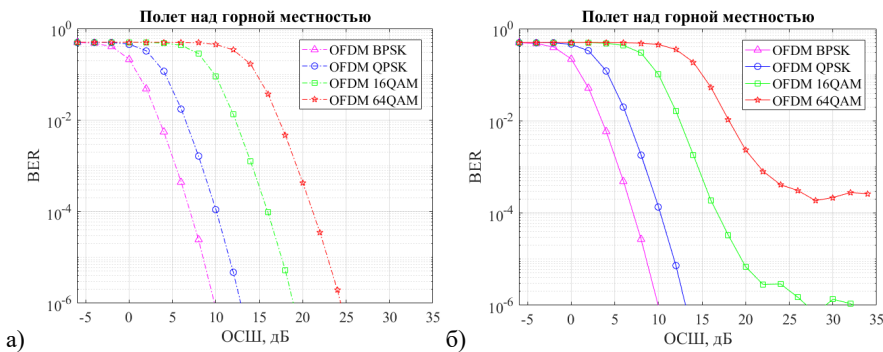 Полет над горной местностью
10^0
10^-2
10^-4
10^-6
BER
OFDM BPSK
OFDM QPSK
OFDM 16QAM
OFDM 64QAM
-5 0 5 10 15 20 25 30 35
ОСШ, дБ
а)
Полет над горной местностью
10^0
10^-2
10^-4
10^-6
BER
OFDM BPSK
OFDM QPSK
OFDM 16QAM
OFDM 64QAM
-5 0 5 10 15 20 25 30 35
ОСШ, дБ
б)